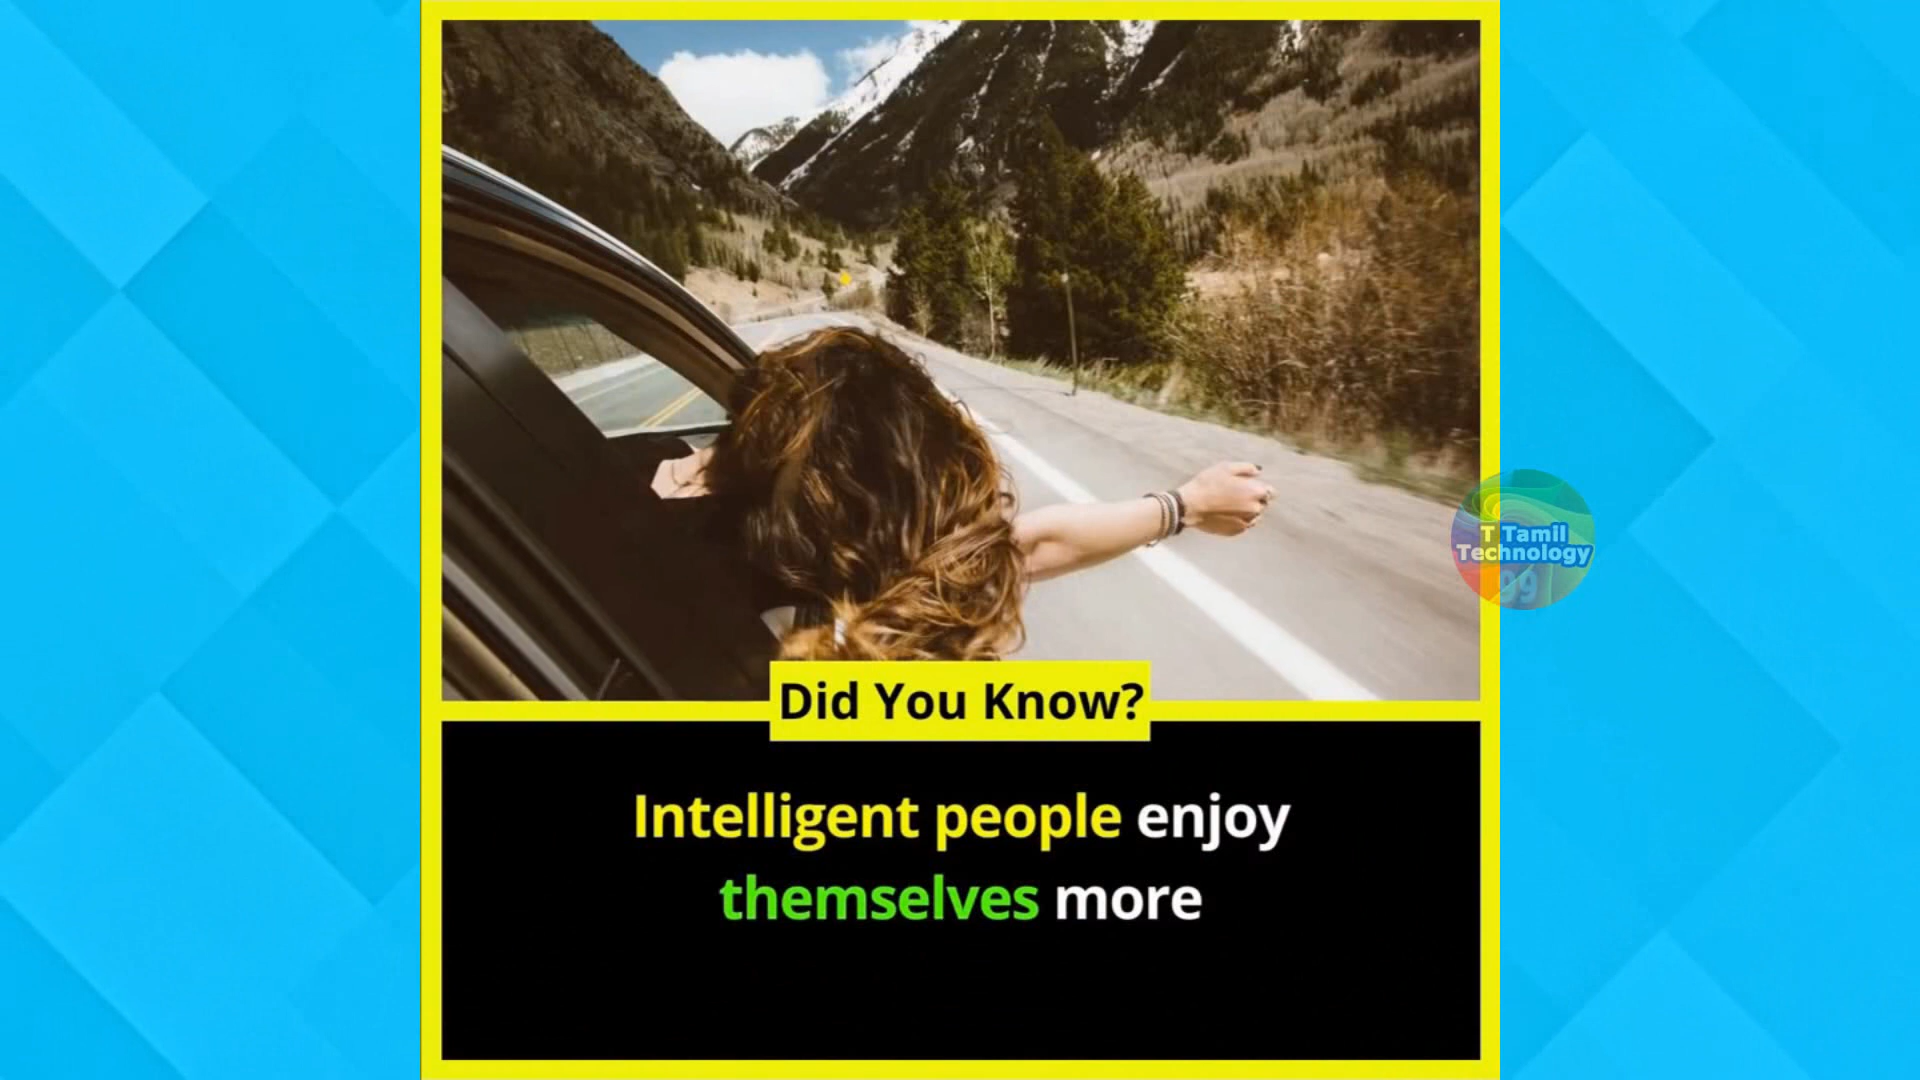 T Tamil
Technology
99
Did You Know?
Intelligent people enjoy
themselves more